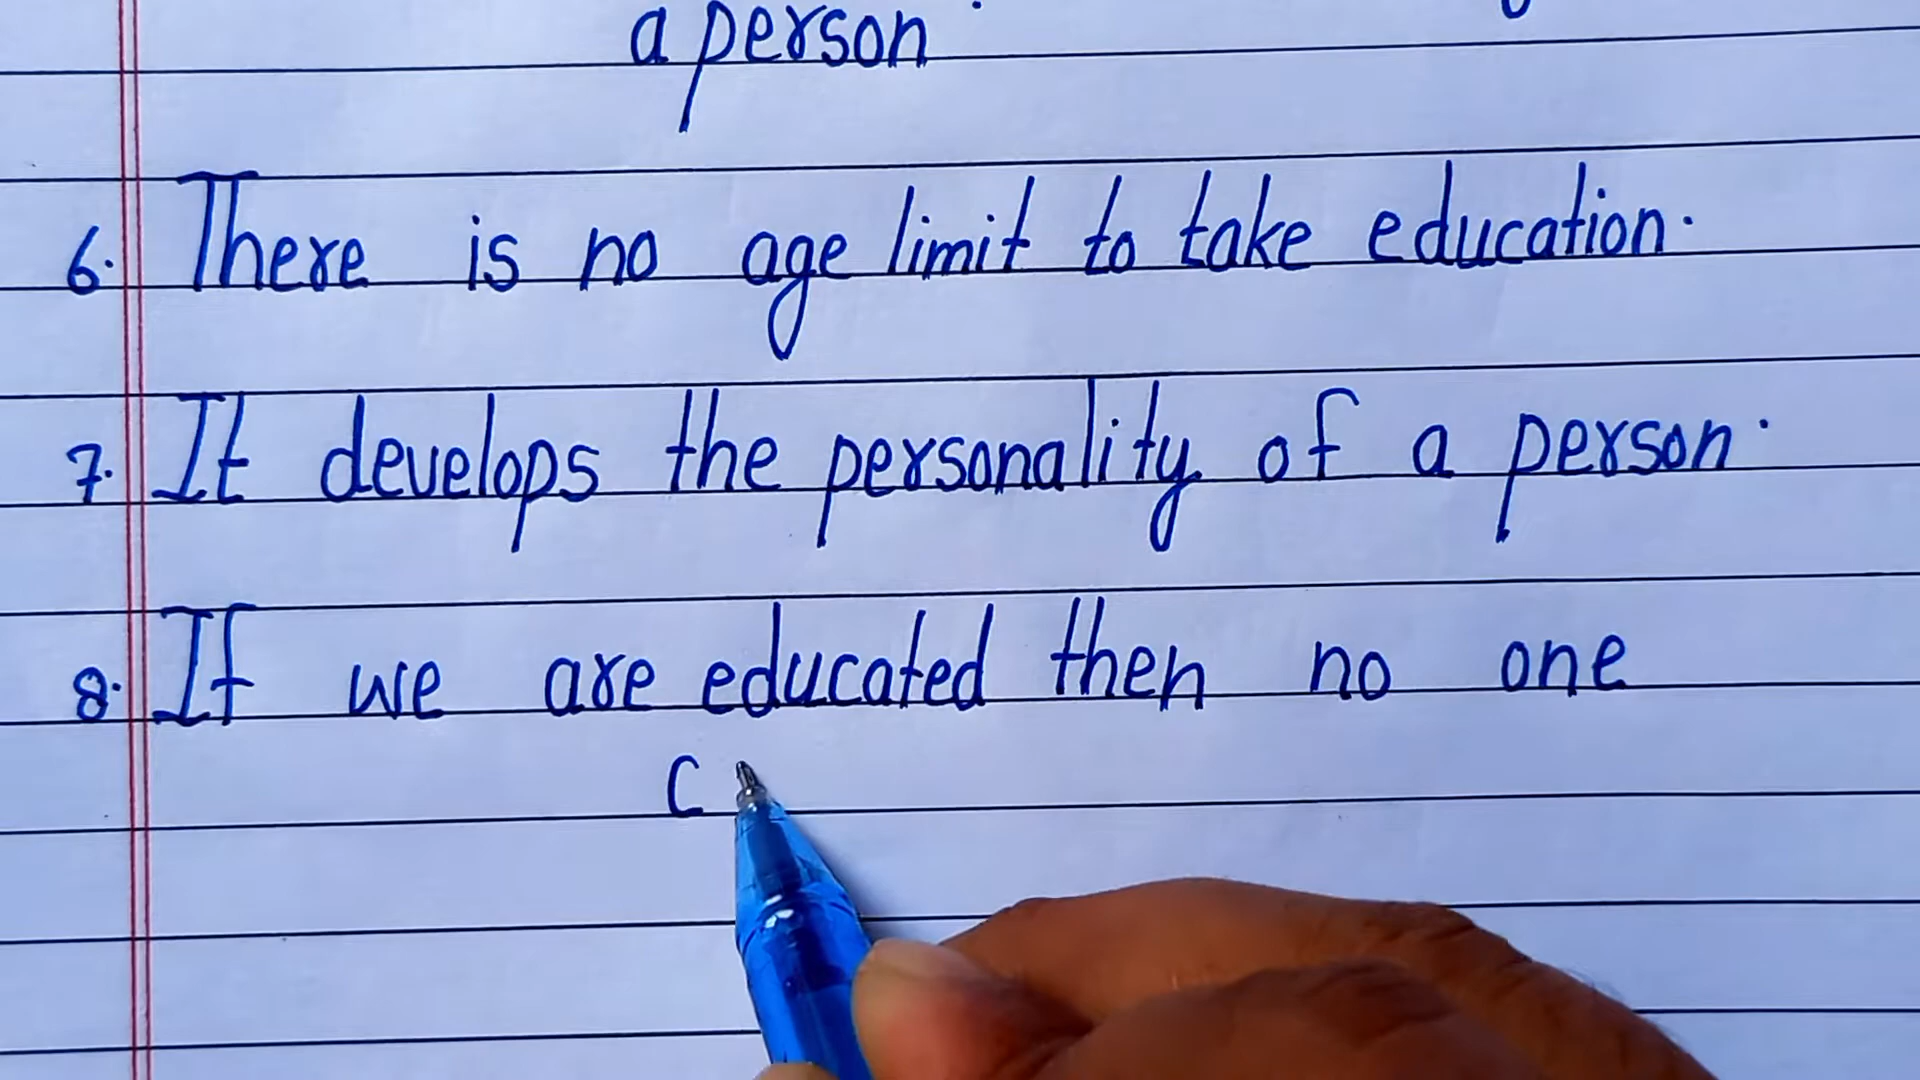 a person.
6. There is no age limit to take education.
7. It develops the personality of a person.
8. If we are educated then no one
c